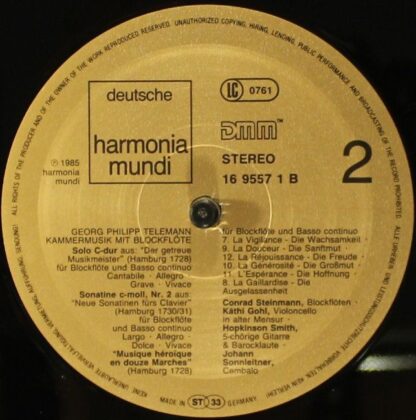 ALL RIGHTS OF THE PRODUCER AND OF THE OWNER OF THE WORK REPRODUCED RESERVED. UNAUTHORIZED COPYING, HIRING, LENDING, PUBLIC PERFORMANCE AND BROADCASTING OF THE RECORD PROHIBITED.
deutsche
harmonia
mundi
LC 0761
DMM™
STEREO
16 9557 1 B
2
℗ 1985
harmonia
mundi
GEORG PHILIPP TELEMANN
KAMMERMUSIK MIT BLOCKFLÖTE
Solo C-dur aus: "Der getreue
Musikmeister" (Hamburg 1728)
für Blockflöte und Basso continuo
Cantabile · Allegro
Grave · Vivace
Sonatine c-moll, Nr. 2 aus:
"Neue Sonatinen fürs Clavier"
(Hamburg 1730/31)
für Blockflöte
und Basso continuo
Largo · Allegro
Dolce · Vivace
"Musique héroïque
en douze Marches"
(Hamburg 1728)
für Blockflöte und Basso continuo
7. La Vigilance - Die Wachsamkeit
9. La Douceur - Die Sanftmut
12. La Réjouissance - Die Freude
10. La Générosité - Die Großmut
11. L'Espérance - Die Hoffnung
8. La Gaillardise - Die
Ausgelassenheit
Conrad Steinmann, Blockflöten
Käthi Gohl, Violoncello
in alter Mensur
Hopkinson Smith,
5-chörige Gitarre
& Barocklaute
Johann
Sonnleitner,
Cembalo
MADE IN ST 33 GERMANY